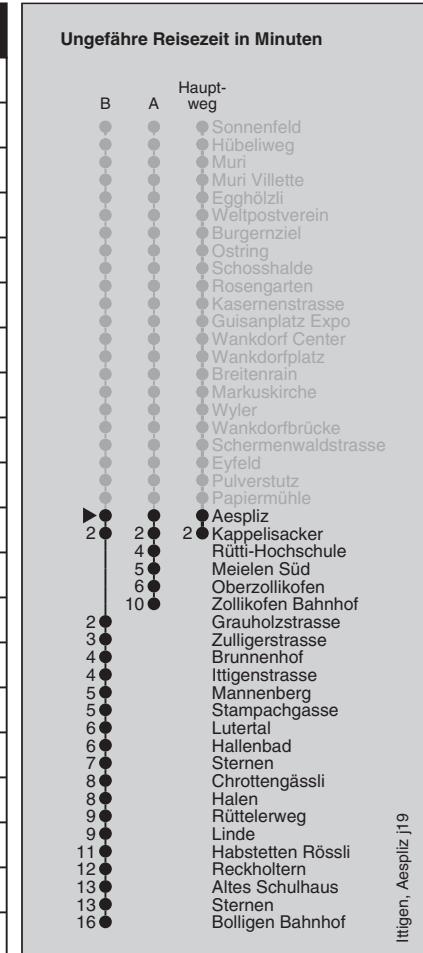 Ungefähre Reisezeit in Minuten
Haupt-
B A weg
Sonnenfeld
Hübeliweg
Muri
Muri Villette
Egghölzli
Weltpostverein
Burgernziel
Ostring
Schosshalde
Rosengarten
Kasernenstrasse
Guisanplatz Expo
Wankdorf Center
Wankdorfplatz
Breitenrain
Markuskirche
Wyler
Wankdorfbrücke
Schermenwaldstrasse
Eyfeld
Pulverstutz
Papiermühle
Aespliz
2 2 2 Kappelisacker
4 Rütti-Hochschule
5 Meielen Süd
6 Oberzollikofen
10 Zollikofen Bahnhof
2 Grauholzstrasse
3 Zulligerstrasse
4 Brunnenhof
4 Ittigenstrasse
5 Mannenberg
5 Stampachgasse
6 Lutertal
6 Hallenbad
7 Sternen
8 Chrottengässli
8 Halen
9 Rüttelerweg
9 Linde
11 Habstetten Rössli
12 Reckholtern
13 Altes Schulhaus
13 Sternen
16 Bolligen Bahnhof
Ittigen, Aespliz j19